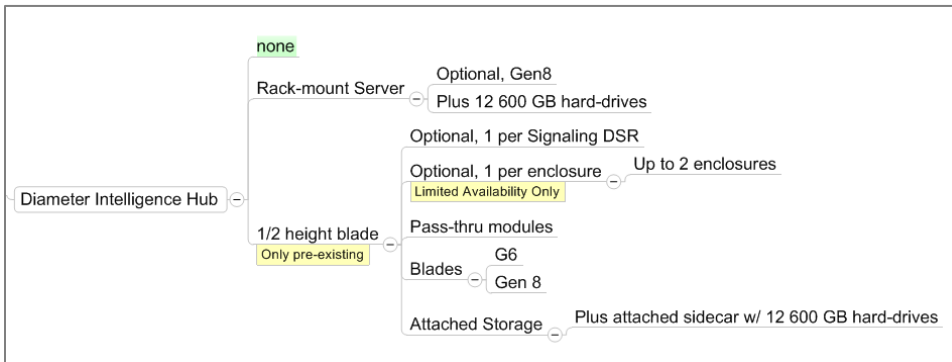 none
Rack-mount Server
Optional, Gen8
Plus 12 600 GB hard-drives
Optional, 1 per Signaling DSR
Optional, 1 per enclosure
Limited Availability Only
Up to 2 enclosures
Diameter Intelligence Hub
1/2 height blade
Only pre-existing
Pass-thru modules
Blades
G6
Gen 8
Attached Storage
Plus attached sidecar w/ 12 600 GB hard-drives